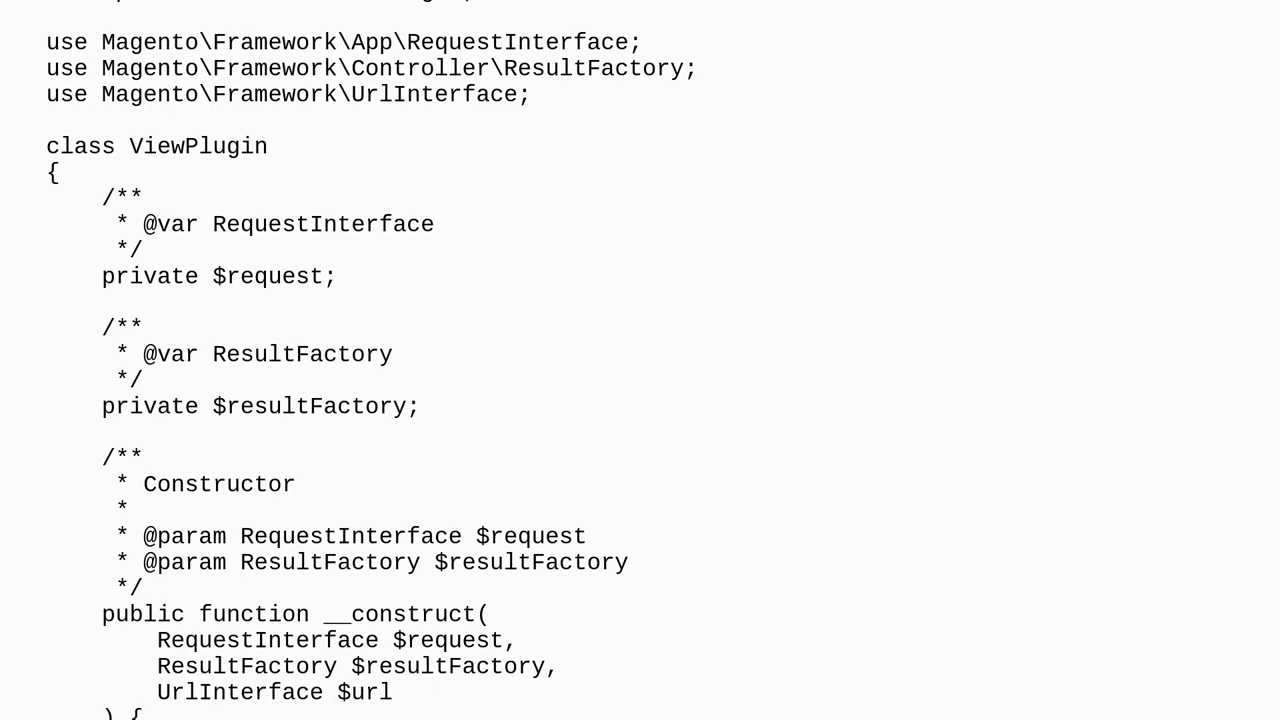 use Magento\Framework\App\RequestInterface;
use Magento\Framework\Controller\ResultFactory;
use Magento\Framework\UrlInterface;

class ViewPlugin
{
    /**
     * @var RequestInterface
     */
    private $request;

    /**
     * @var ResultFactory
     */
    private $resultFactory;

    /**
     * Constructor
     *
     * @param RequestInterface $request
     * @param ResultFactory $resultFactory
     */
    public function __construct(
        RequestInterface $request,
        ResultFactory $resultFactory,
        UrlInterface $url
    ) {